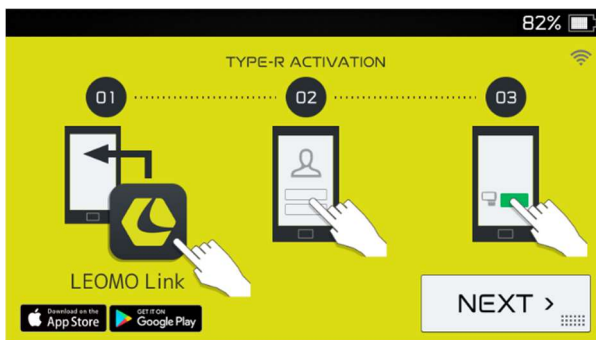 82%
TYPE-R ACTIVATION
01
02
03
LEOMO Link
Download on the
App Store
GET IT ON
Google Play
NEXT >